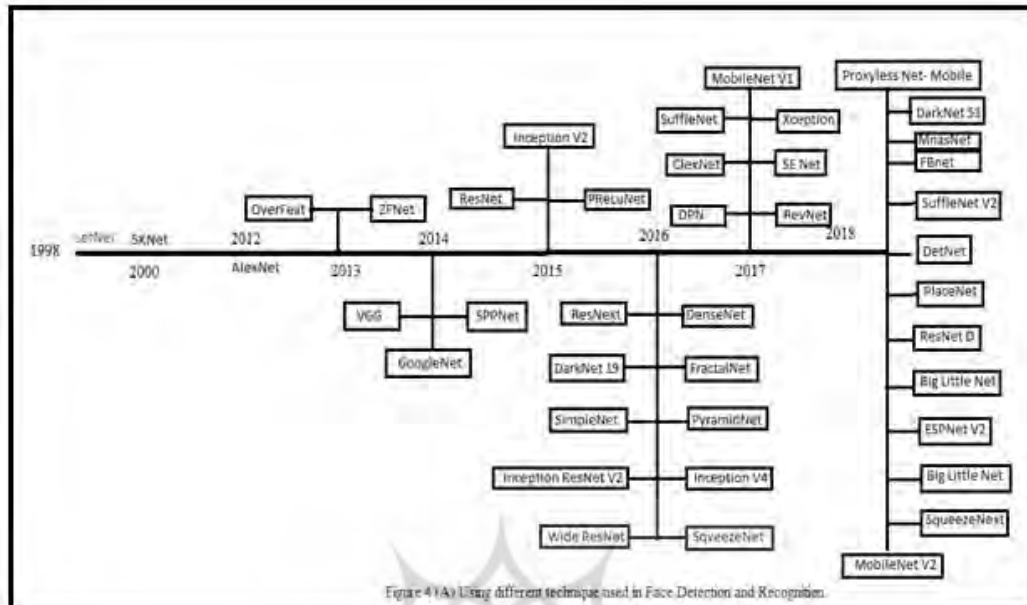 MobileNet V1
Proxyless Net- Mobile
SuffleNet
Xception
DarkNet 53
Inception V2
MnasNet
ClexNet
SE Net
FBnet
OverFeat
ZFNet
ResNet
PReLuNet
DPN
RevNet
SuffleNet V2
1998
SKNet
2012
2014
2016
2018
2000
AlexNet
2013
2015
2017
DetNet
VGG
SPPNet
ResNext
DenseNet
PlaceNet
GoogleNet
ResNet D
DarkNet 19
FractalNet
Big Little Net
SimpleNet
PyramidNet
ESPNet V2
Inception ResNet V2
Inception V4
Big Little Net
Wide ResNet
SqveezeNet
SqueezeNext
MobileNet V2
Figure 4 (A) Using different technique used in Face Detection and Recognition.